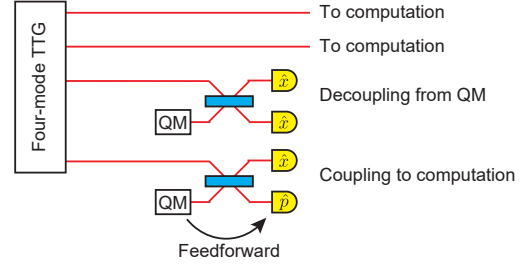 Four-mode TTG
To computation
To computation
x̂
Decoupling from QM
QM
x̂
x̂
Coupling to computation
QM
p̂
Feedforward